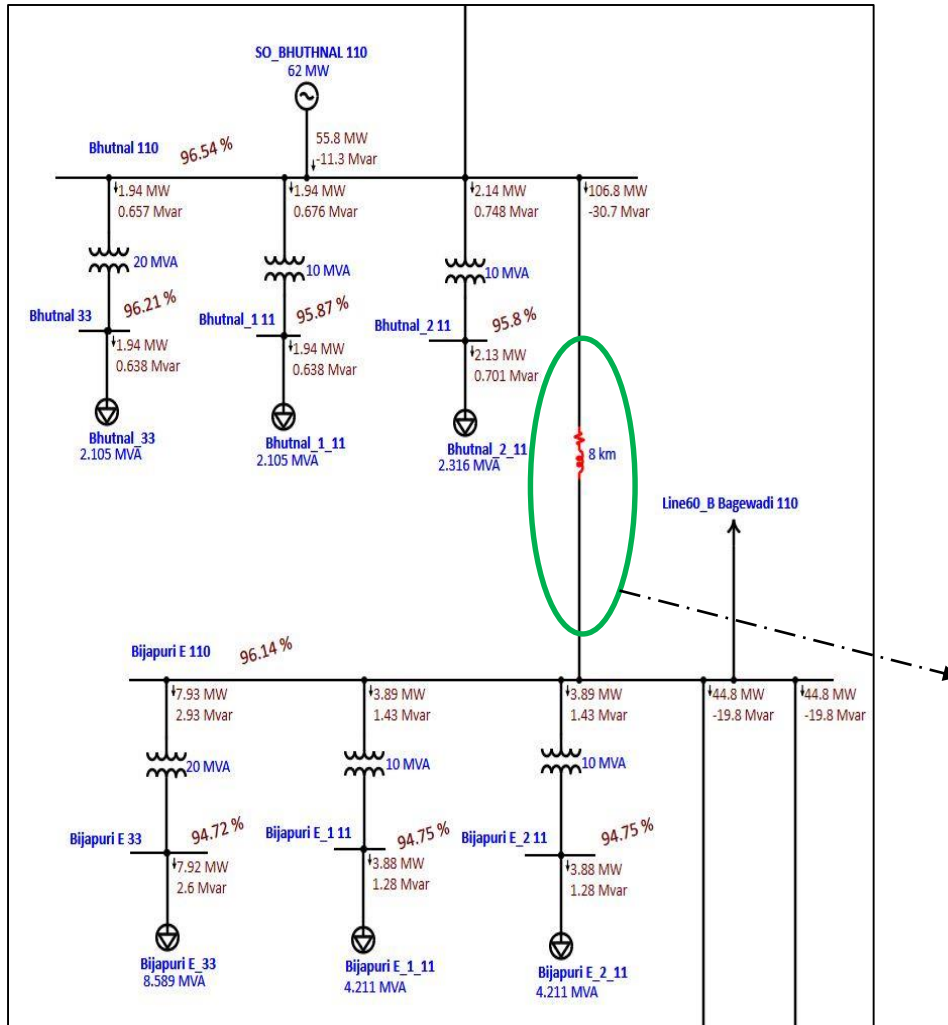 SO_BHUTHNAL 110
62 MW
55.8 MW
-11.3 Mvar
Bhutnal 110
96.54 %
1.94 MW
0.657 Mvar
1.94 MW
0.676 Mvar
2.14 MW
0.748 Mvar
106.8 MW
-30.7 Mvar
20 MVA
10 MVA
10 MVA
Bhutnal 33
96.21 %
Bhutnal_1 11
95.87 %
Bhutnal_2 11
95.8 %
1.94 MW
0.638 Mvar
1.94 MW
0.638 Mvar
2.13 MW
0.701 Mvar
Bhutnal_33
2.105 MVA
Bhutnal_1_11
2.105 MVA
Bhutnal_2_11
2.316 MVA
8 km
Line60_B Bagewadi 110
Bijapuri E 110
96.14 %
7.93 MW
2.93 Mvar
3.89 MW
1.43 Mvar
3.89 MW
1.43 Mvar
44.8 MW
-19.8 Mvar
44.8 MW
-19.8 Mvar
20 MVA
10 MVA
10 MVA
Bijapuri E 33
94.72 %
Bijapuri E_1 11
94.75 %
Bijapuri E_2 11
94.75 %
7.92 MW
2.6 Mvar
3.88 MW
1.28 Mvar
3.88 MW
1.28 Mvar
Bijapuri E_33
8.589 MVA
Bijapuri E_1_11
4.211 MVA
Bijapuri E_2_11
4.211 MVA